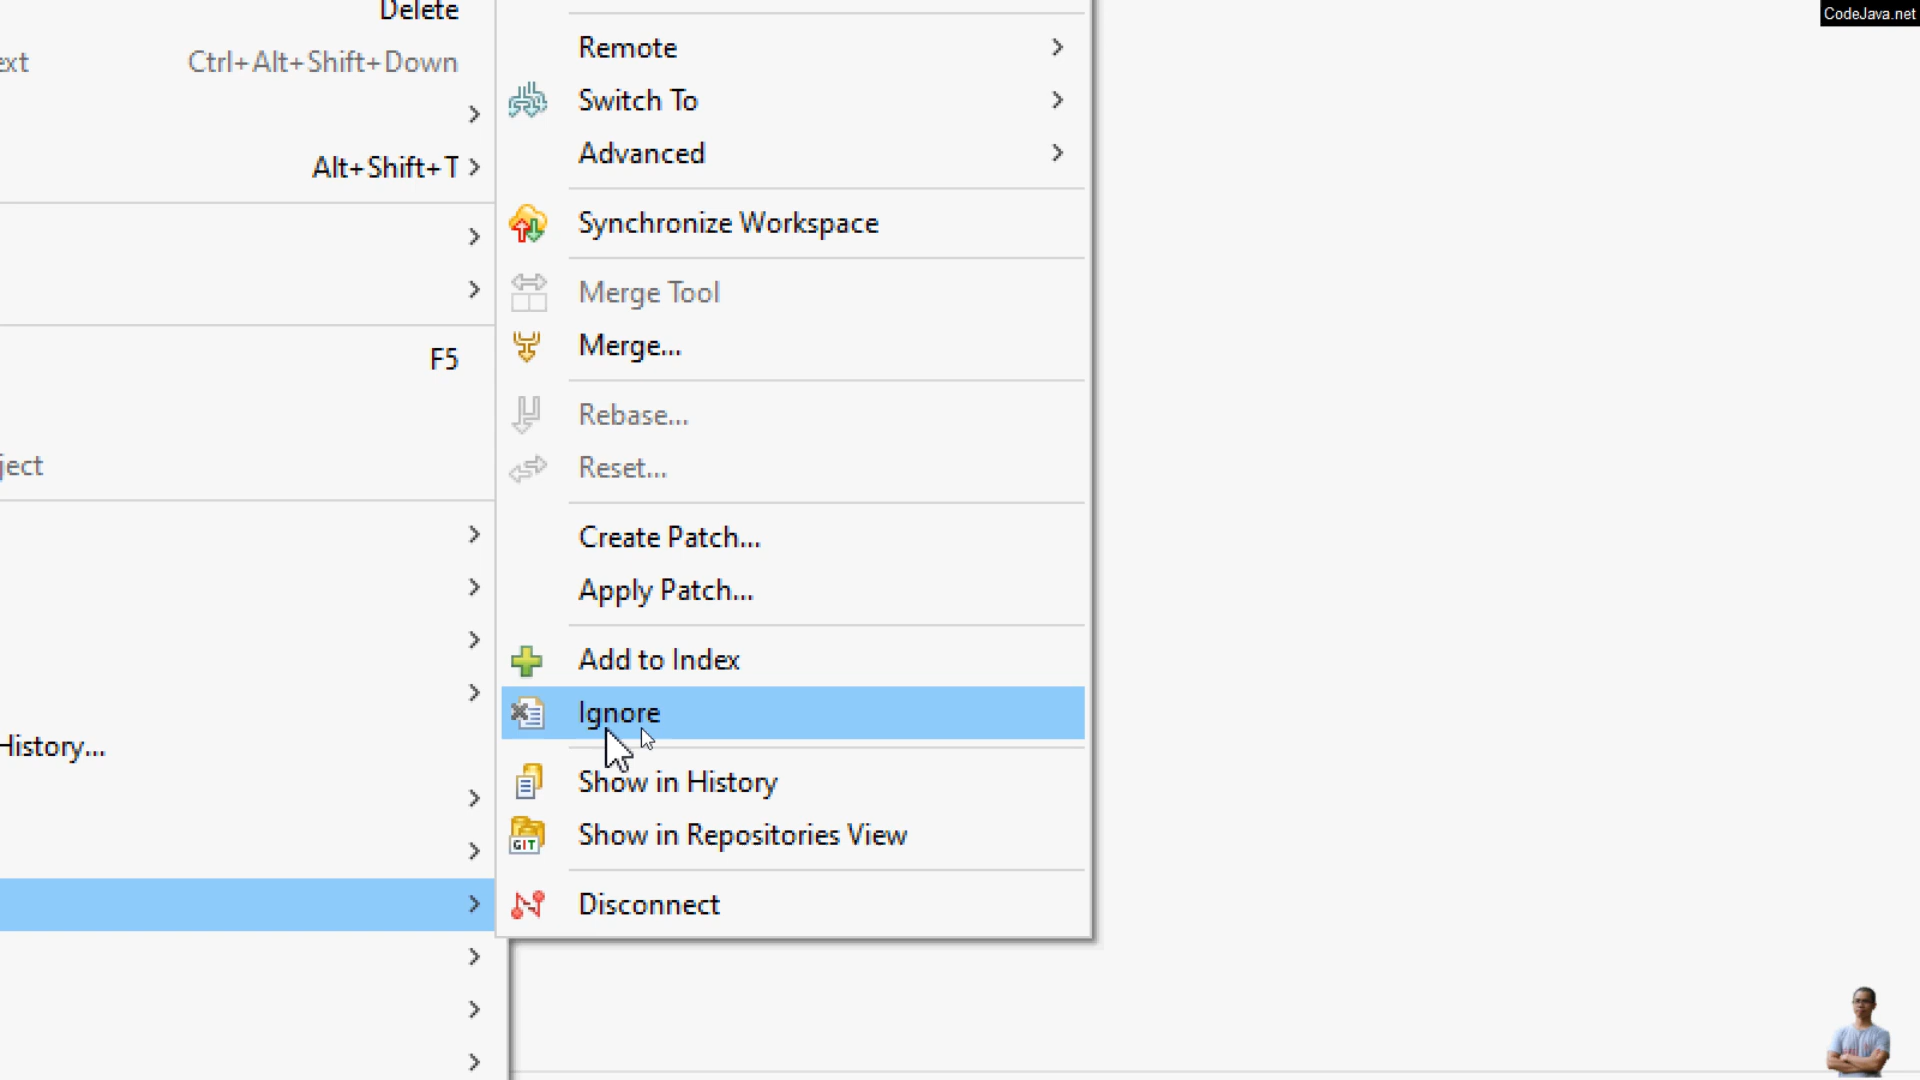 CodeJava.net
Delete
ext Ctrl+Alt+Shift+Down
Alt+Shift+T
F5
ject
History...
Remote
Switch To
Advanced
Synchronize Workspace
Merge Tool
Merge...
Rebase...
Reset...
Create Patch...
Apply Patch...
Add to Index
Ignore
Show in History
GIT Show in Repositories View
Disconnect